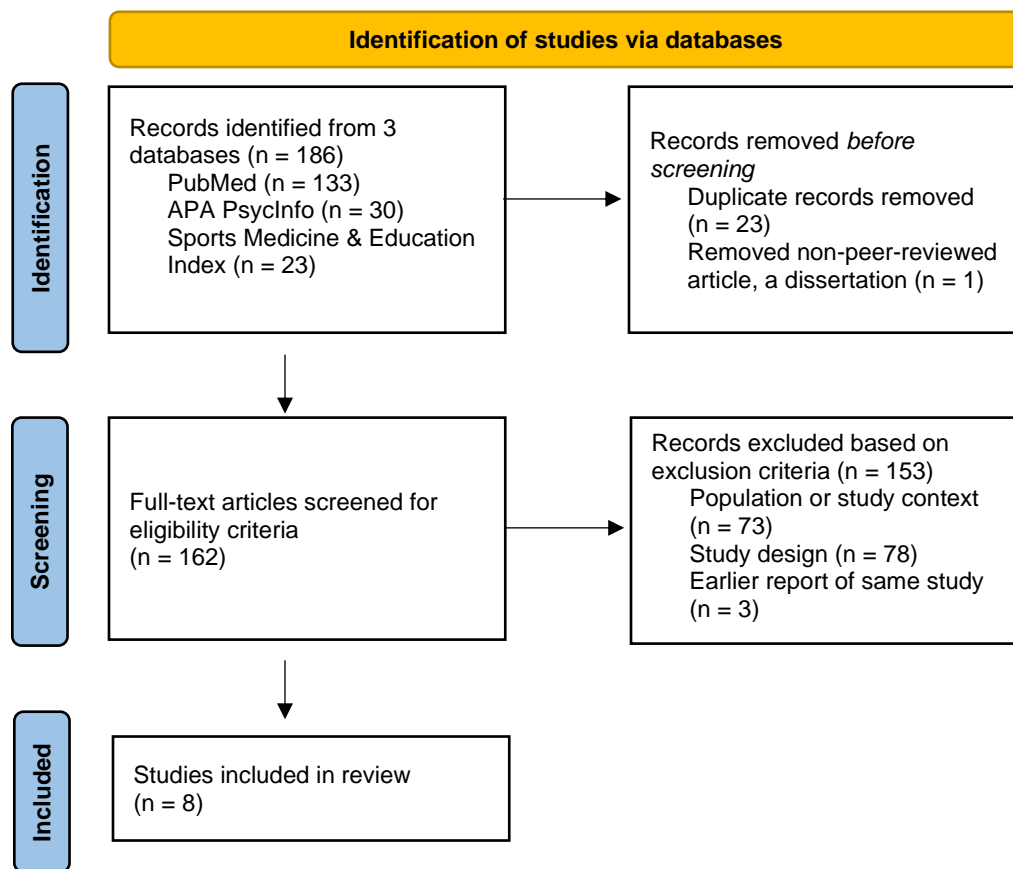 Identification of studies via databases
Identification
Records identified from 3
databases (n = 186)
PubMed (n = 133)
APA PsycInfo (n = 30)
Sports Medicine & Education
Index (n = 23)
Records removed before
screening
Duplicate records removed
(n = 23)
Removed non-peer-reviewed
article, a dissertation (n = 1)
Screening
Full-text articles screened for
eligibility criteria
(n = 162)
Records excluded based on
exclusion criteria (n = 153)
Population or study context
(n = 73)
Study design (n = 78)
Earlier report of same study
(n = 3)
Included
Studies included in review
(n = 8)